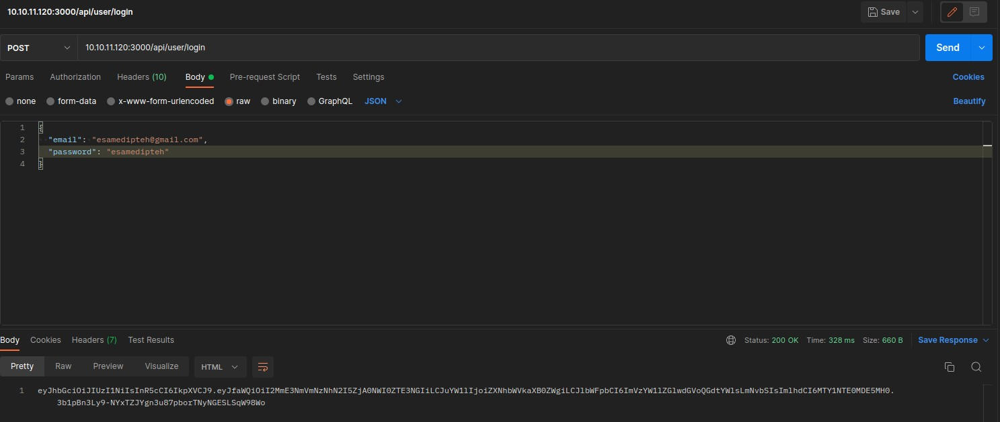 10.10.11.120:3000/api/user/login
Save
POST
10.10.11.120:3000/api/user/login
Send
Params Authorization Headers (10) Body Pre-request Script Tests Settings Cookies
none form-data x-www-form-urlencoded raw binary GraphQL JSON Beautify
1 {
2 "email": "esamedipteh@gmail.com",
3 "password": "esamedipteh"
4 }
Body Cookies Headers (7) Test Results Status: 200 OK Time: 328 ms Size: 660 B Save Response
Pretty Raw Preview Visualize HTML
1 eyJhbGciOiJIUzI1NiIsInR5cCI6IkpXVCJ9.eyJfaWQiOiI2MmE3NmVmNzNhN2I5ZjA0NWI0ZTE3NGIiLCJuYW1lIjoiZXNhbWVkaXB0ZWgiLCJlbWFpbCI6ImVzYW1lZGlwdGVoQGdtYWlsLmNvbSIsImlhdCI6MTY1NTE0MDE5MH0.
3b1pBn3Ly9-NYxTZJYgn3u87pborTNyNGESLSqW98Wo